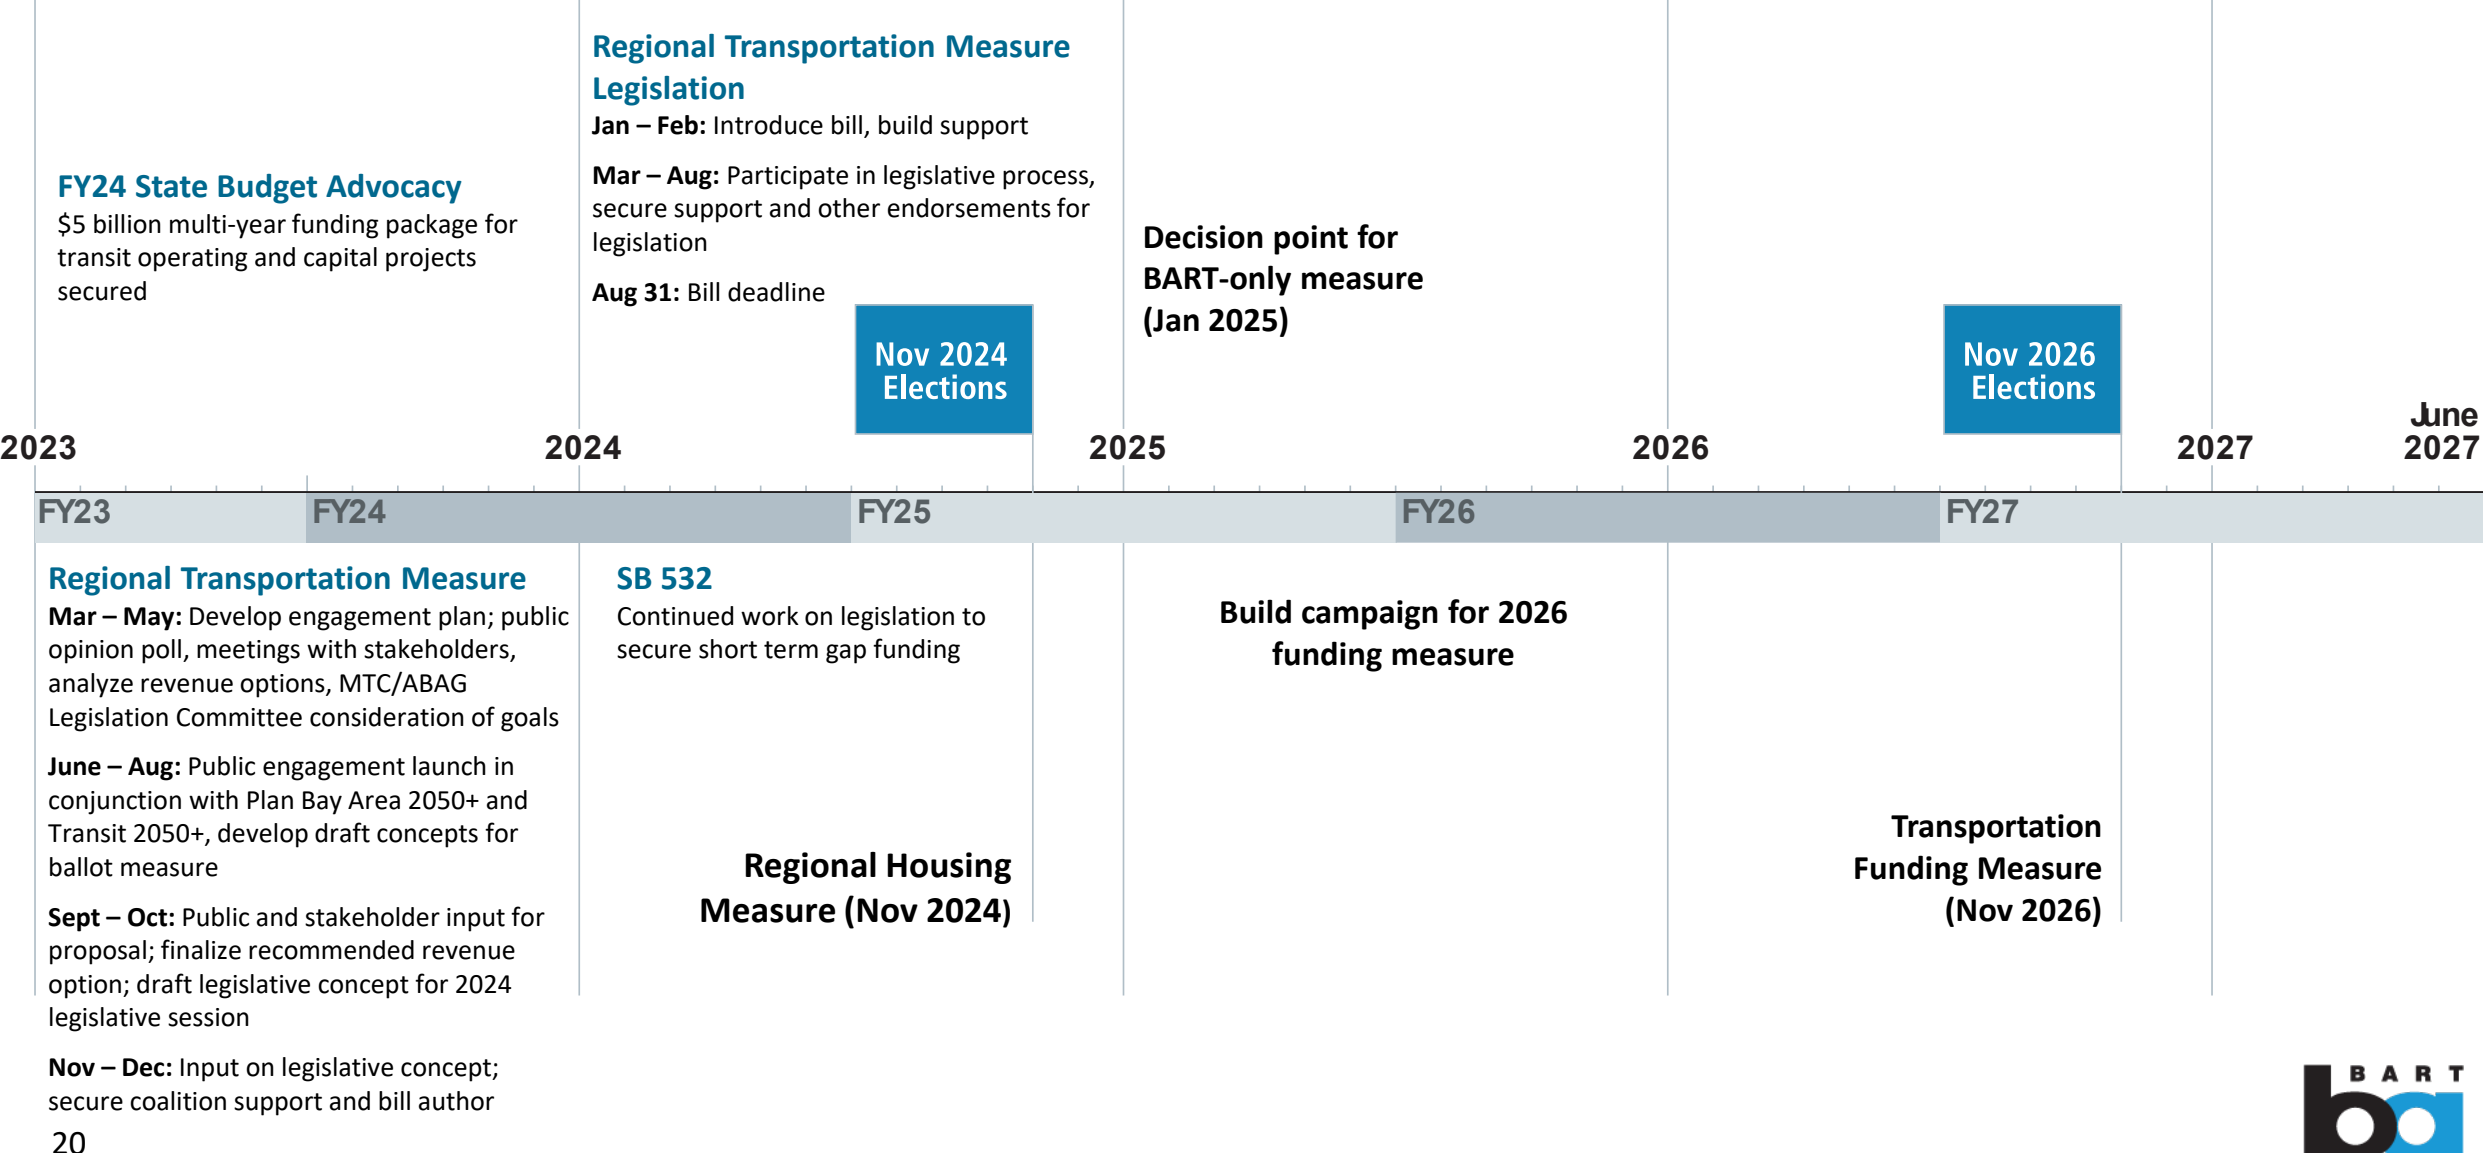 Regional Transportation Measure
Legislation
Jan – Feb: Introduce bill, build support
Mar – Aug: Participate in legislative process,
secure support and other endorsements for
legislation
Aug 31: Bill deadline
FY24 State Budget Advocacy
$5 billion multi-year funding package for
transit operating and capital projects
secured
Decision point for
BART-only measure
(Jan 2025)
Nov 2024
Elections
Nov 2026
Elections
2023
2024
2025
2026
2027
June
2027
FY23
FY24
FY25
FY26
FY27
Regional Transportation Measure
Mar – May: Develop engagement plan; public
opinion poll, meetings with stakeholders,
analyze revenue options, MTC/ABAG
Legislation Committee consideration of goals
June – Aug: Public engagement launch in
conjunction with Plan Bay Area 2050+ and
Transit 2050+, develop draft concepts for
ballot measure
Sept – Oct: Public and stakeholder input for
proposal; finalize recommended revenue
option; draft legislative concept for 2024
legislative session
Nov – Dec: Input on legislative concept;
secure coalition support and bill author
SB 532
Continued work on legislation to
secure short term gap funding
Regional Housing
Measure (Nov 2024)
Build campaign for 2026
funding measure
Transportation
Funding Measure
(Nov 2026)
20
BART
ba